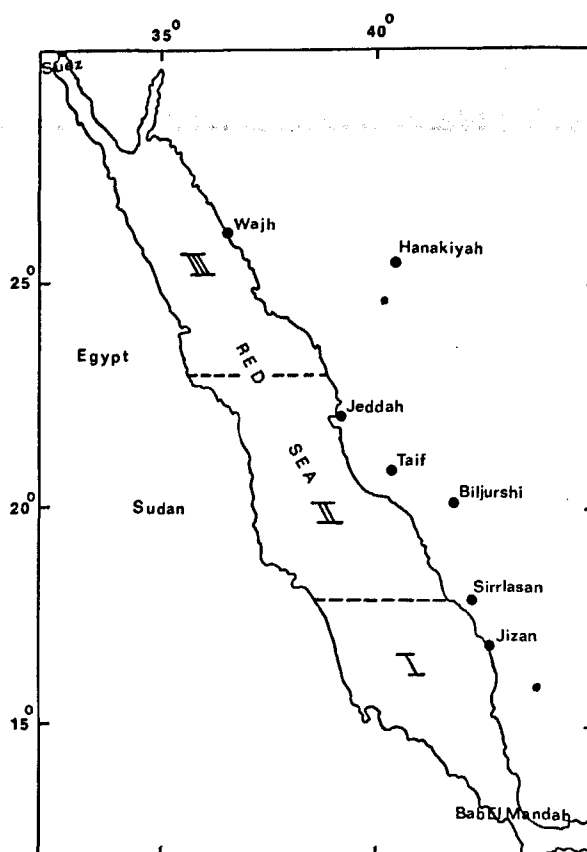 35° 40°
Suez
Wajh
Hanakiyah
III
25°
RED
Egypt
Jeddah
SEA
Taif
Biljurshi
20°
II
Sudan
Sirrlasan
Jizan
I
15°
Bab El Mandab